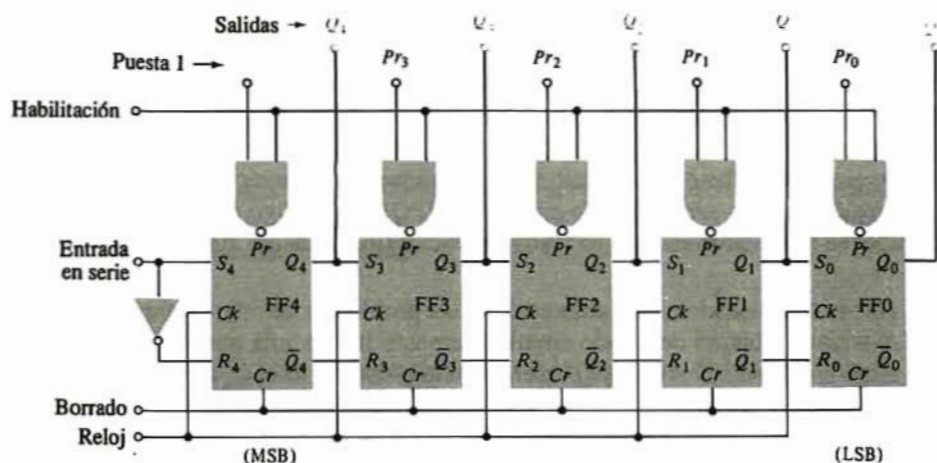 Salidas → Q₄ Q Q Q
Puesta 1 → Pr₃ Pr₂ Pr₁ Pr₀
Habilitación
Pr Pr Pr Pr Pr
Entrada en serie
S₄ Q₄ S₃ Q₃ S₂ Q₂ S₁ Q₁ S₀ Q₀
Ck FF4 Ck FF3 Ck FF2 Ck FF1 Ck FF0
R₄ Q̅₄ R₃ Q̅₃ R₂ Q̅₂ R₁ Q̅₁ R₀ Q̅₀
Cr Cr Cr Cr Cr
Borrado
Reloj
(MSB) (LSB)